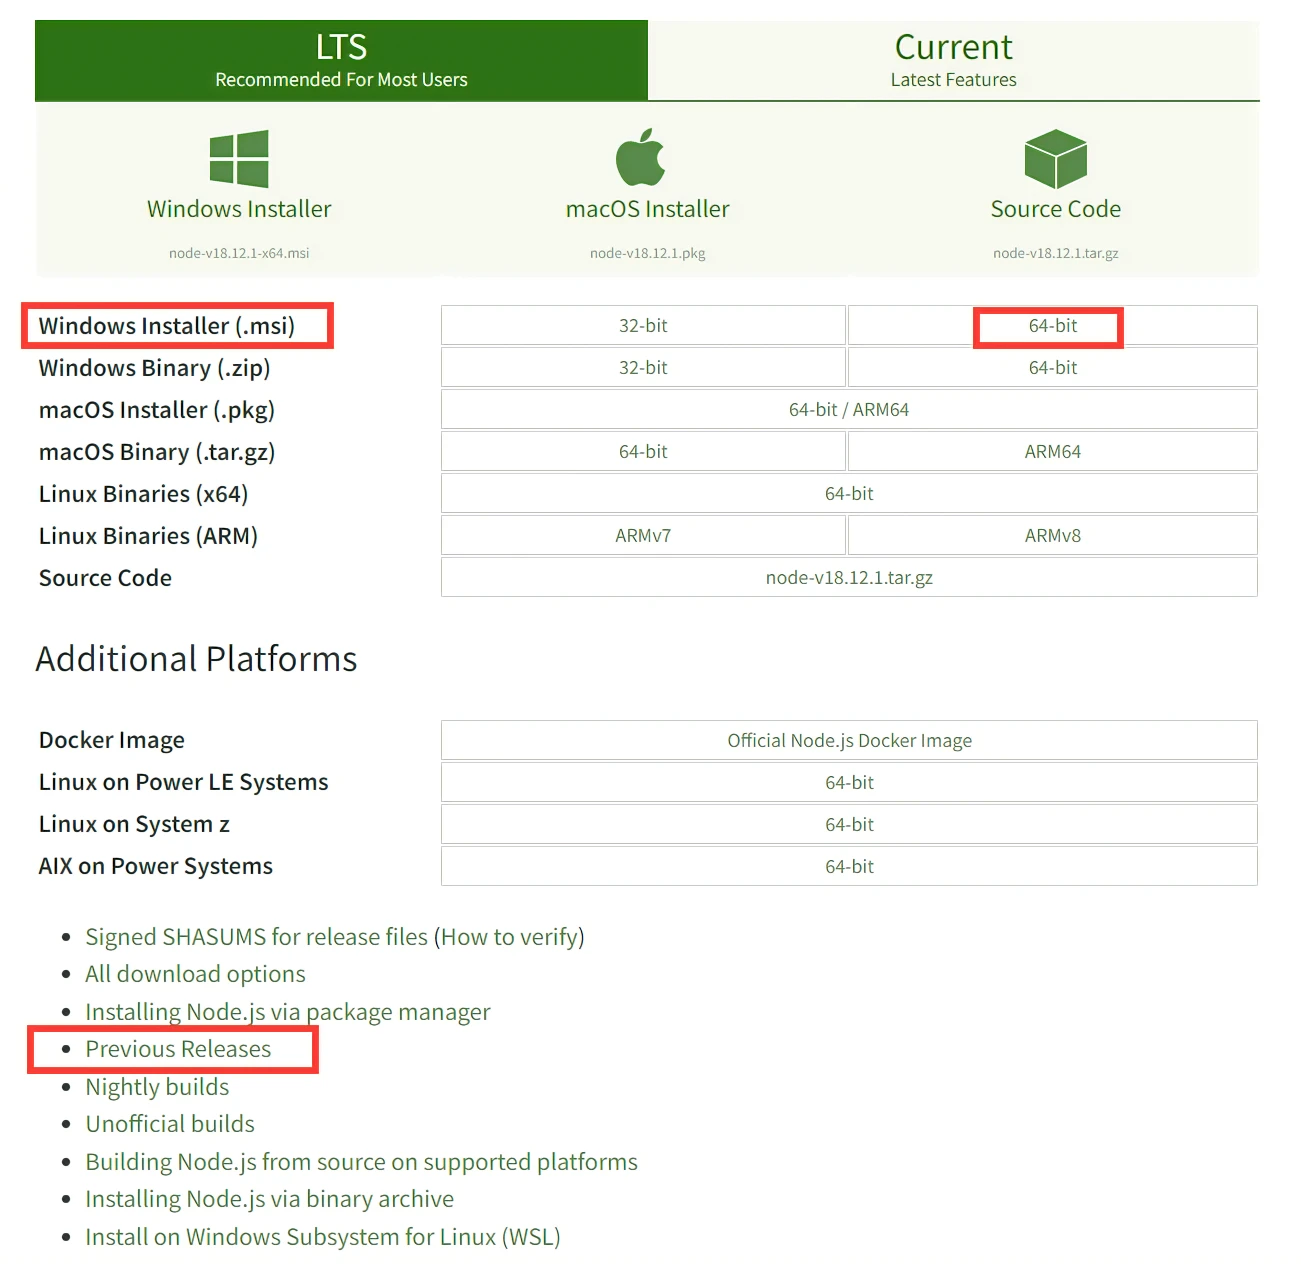 LTS
Recommended For Most Users
Current
Latest Features
Windows Installer
node-v18.12.1-x64.msi
macOS Installer
node-v18.12.1.pkg
Source Code
node-v18.12.1.tar.gz
Windows Installer (.msi) 32-bit 64-bit
Windows Binary (.zip) 32-bit 64-bit
macOS Installer (.pkg) 64-bit / ARM64
macOS Binary (.tar.gz) 64-bit ARM64
Linux Binaries (x64) 64-bit
Linux Binaries (ARM) ARMv7 ARMv8
Source Code node-v18.12.1.tar.gz
Additional Platforms
Docker Image Official Node.js Docker Image
Linux on Power LE Systems 64-bit
Linux on System z 64-bit
AIX on Power Systems 64-bit
• Signed SHASUMS for release files (How to verify)
• All download options
• Installing Node.js via package manager
• Previous Releases
• Nightly builds
• Unofficial builds
• Building Node.js from source on supported platforms
• Installing Node.js via binary archive
• Install on Windows Subsystem for Linux (WSL)